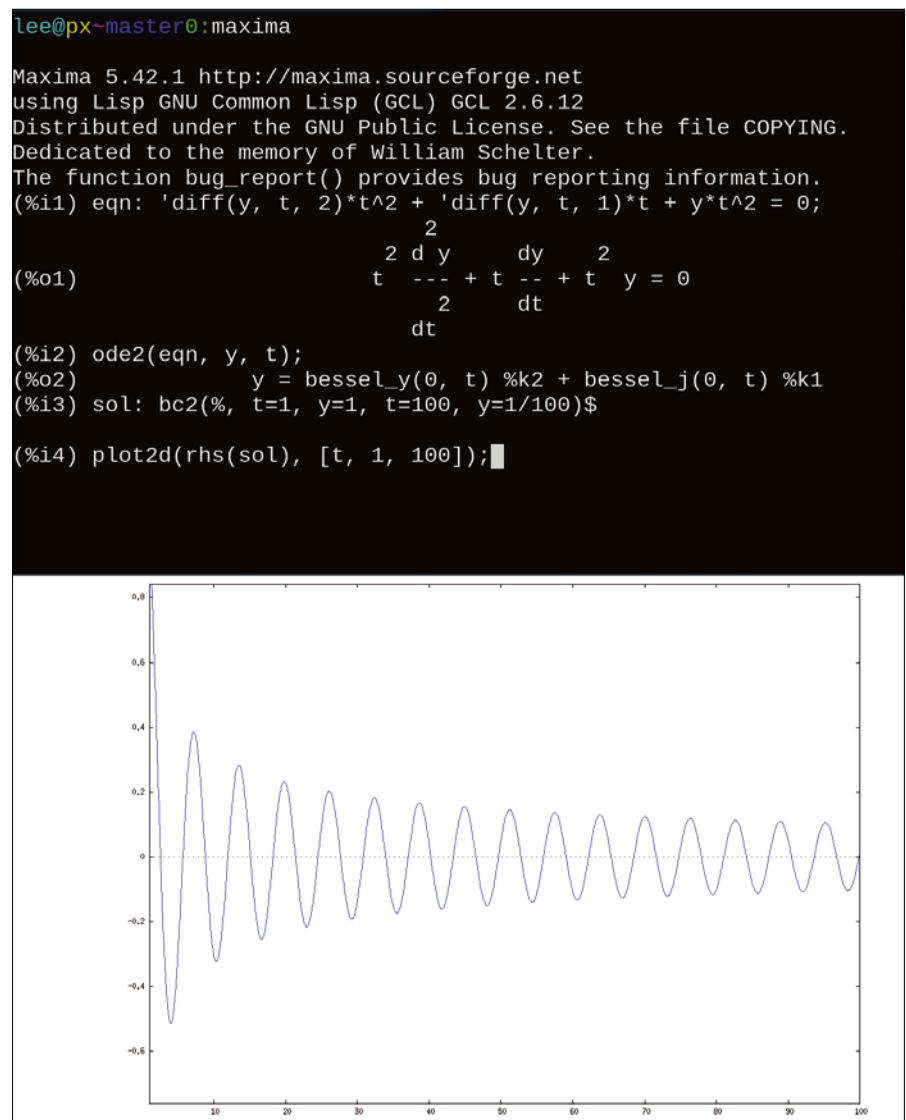 lee@px~master0:maxima
Maxima 5.42.1 http://maxima.sourceforge.net
using Lisp GNU Common Lisp (GCL) GCL 2.6.12
Distributed under the GNU Public License. See the file COPYING.
Dedicated to the memory of William Schelter.
The function bug_report() provides bug reporting information.
(%i1) eqn: 'diff(y, t, 2)*t^2 + 'diff(y, t, 1)*t + y*t^2 = 0;
                                  2
                               2 d y      dy     2
(%o1)                         t  --- + t -- + t  y = 0
                                   2      dt
                                 dt
(%i2) ode2(eqn, y, t);
(%o2)               y = bessel_y(0, t) %k2 + bessel_j(0, t) %k1
(%i3) sol: bc2(%, t=1, y=1, t=100, y=1/100)$
(%i4) plot2d(rhs(sol), [t, 1, 100]);
0.8
0.6
0.4
0.2
0
-0.2
-0.4
-0.6
10 20 30 40 50 60 70 80 90 100